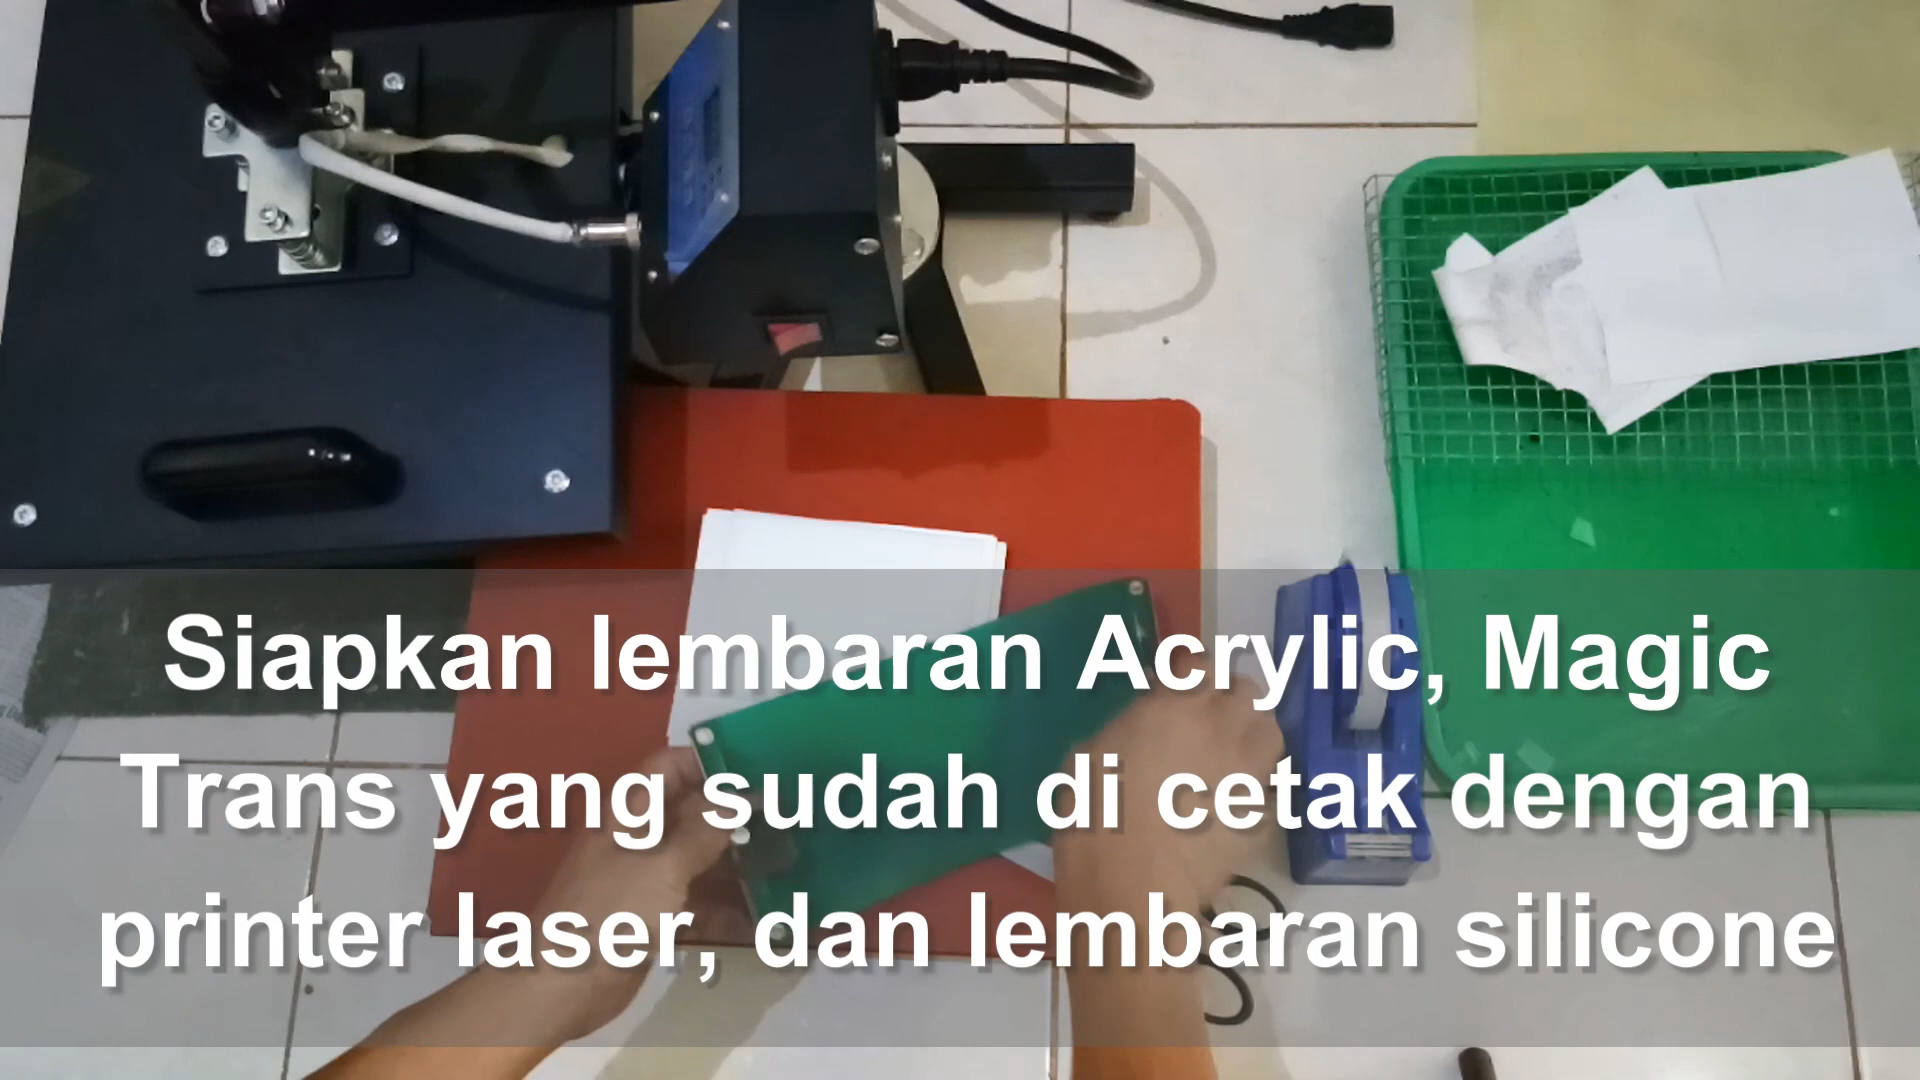 Siapkan lembaran Acrylic, Magic
Trans yang sudah di cetak dengan
printer laser, dan lembaran silicone